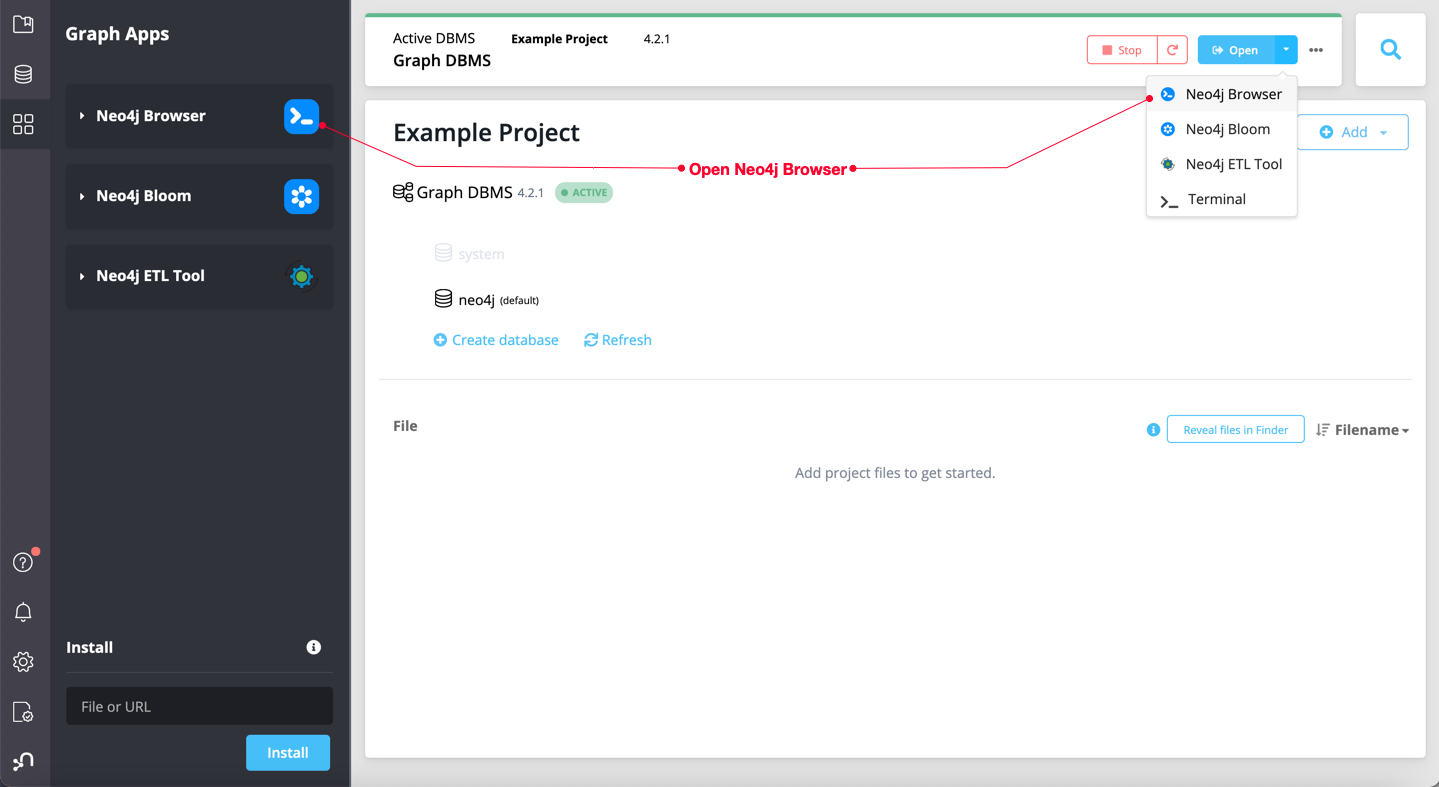 Graph Apps
Neo4j Browser
Neo4j Bloom
Neo4j ETL Tool
Install
File or URL
Install
Active DBMS Example Project 4.2.1
Graph DBMS
Stop
Open
Neo4j Browser
Neo4j Bloom
Neo4j ETL Tool
Terminal
Example Project
Add
Open Neo4j Browser
Graph DBMS 4.2.1 ACTIVE
system
neo4j (default)
Create database Refresh
File
Reveal files in Finder Filename
Add project files to get started.